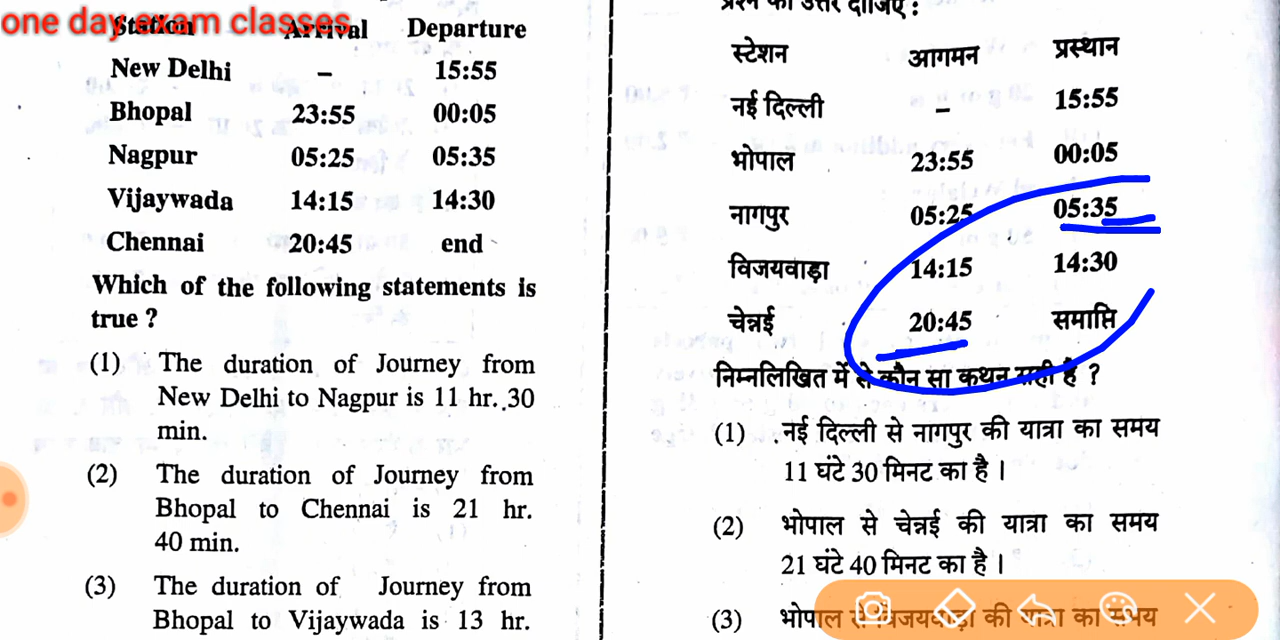 one day exam classes
Station Arrival Departure
New Delhi – 15:55
Bhopal 23:55 00:05
Nagpur 05:25 05:35
Vijaywada 14:15 14:30
Chennai 20:45 end
Which of the following statements is
true ?
(1) The duration of Journey from
New Delhi to Nagpur is 11 hr. 30
min.
(2) The duration of Journey from
Bhopal to Chennai is 21 hr.
40 min.
(3) The duration of Journey from
Bhopal to Vijaywada is 13 hr.
प्रश्न का उत्तर दीजिए :
स्टेशन आगमन प्रस्थान
नई दिल्ली – 15:55
भोपाल 23:55 00:05
नागपुर 05:25 05:35
विजयवाड़ा 14:15 14:30
चेन्नई 20:45 समाप्ति
निम्नलिखित में से कौन सा कथन सही है ?
(1) नई दिल्ली से नागपुर की यात्रा का समय
11 घंटे 30 मिनट का है ।
(2) भोपाल से चेन्नई की यात्रा का समय
21 घंटे 40 मिनट का है ।
(3) भोपाल से विजयवाड़ा की यात्रा का समय